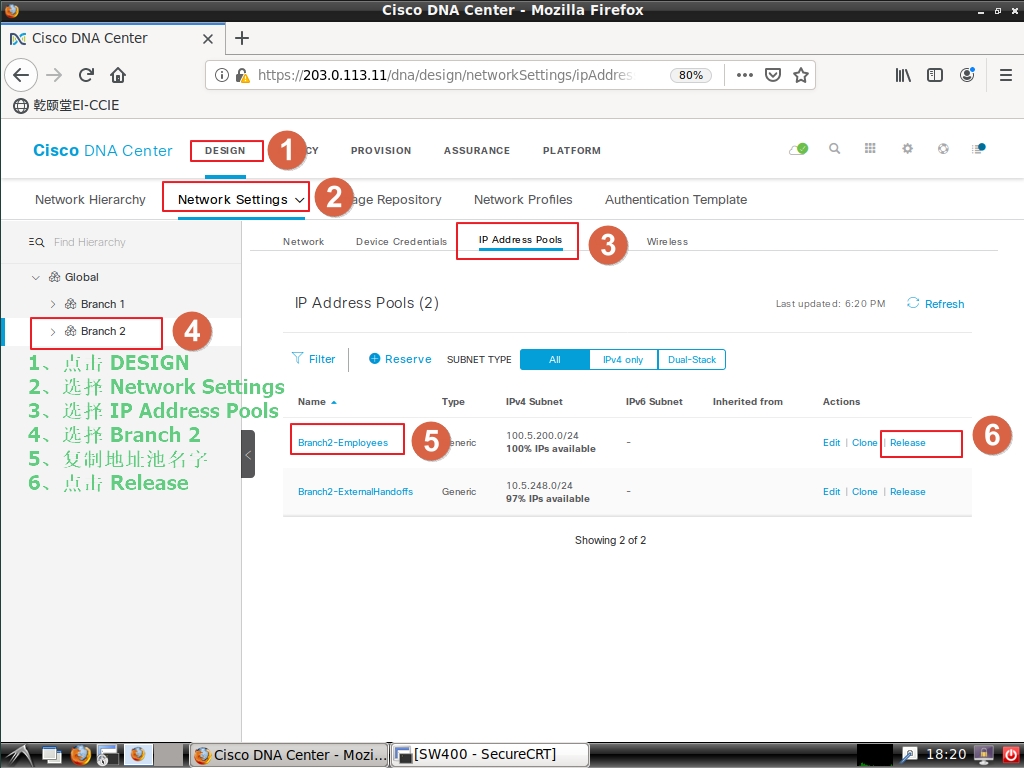 Cisco DNA Center - Mozilla Firefox
Cisco DNA Center
https://203.0.113.11/dna/design/networkSettings/ipAddres
80%
乾颐堂EI-CCIE
Cisco DNA Center
DESIGN
1
CY
PROVISION
ASSURANCE
PLATFORM
Network Hierarchy
Network Settings
2
age Repository
Network Profiles
Authentication Template
Find Hierarchy
Network
Device Credentials
IP Address Pools
3
Wireless
Global
Branch 1
Branch 2
4
1、点击 DESIGN
2、选择 Network Settings
3、选择 IP Address Pools
4、选择 Branch 2
5、复制地址池名字
6、点击 Release
IP Address Pools (2)
Last updated: 6:20 PM
Refresh
Filter
Reserve
SUBNET TYPE
All
IPv4 only
Dual-Stack
Name
Type
IPv4 Subnet
IPv6 Subnet
Inherited from
Actions
Branch2-Employees
5
eneric
100.5.200.0/24
100% IPs available
-
Edit | Clone | Release
6
Branch2-ExternalHandoffs
Generic
10.5.248.0/24
97% IPs available
-
Edit | Clone | Release
Showing 2 of 2
Cisco DNA Center - Mozi...
[SW400 - SecureCRT]
18:20